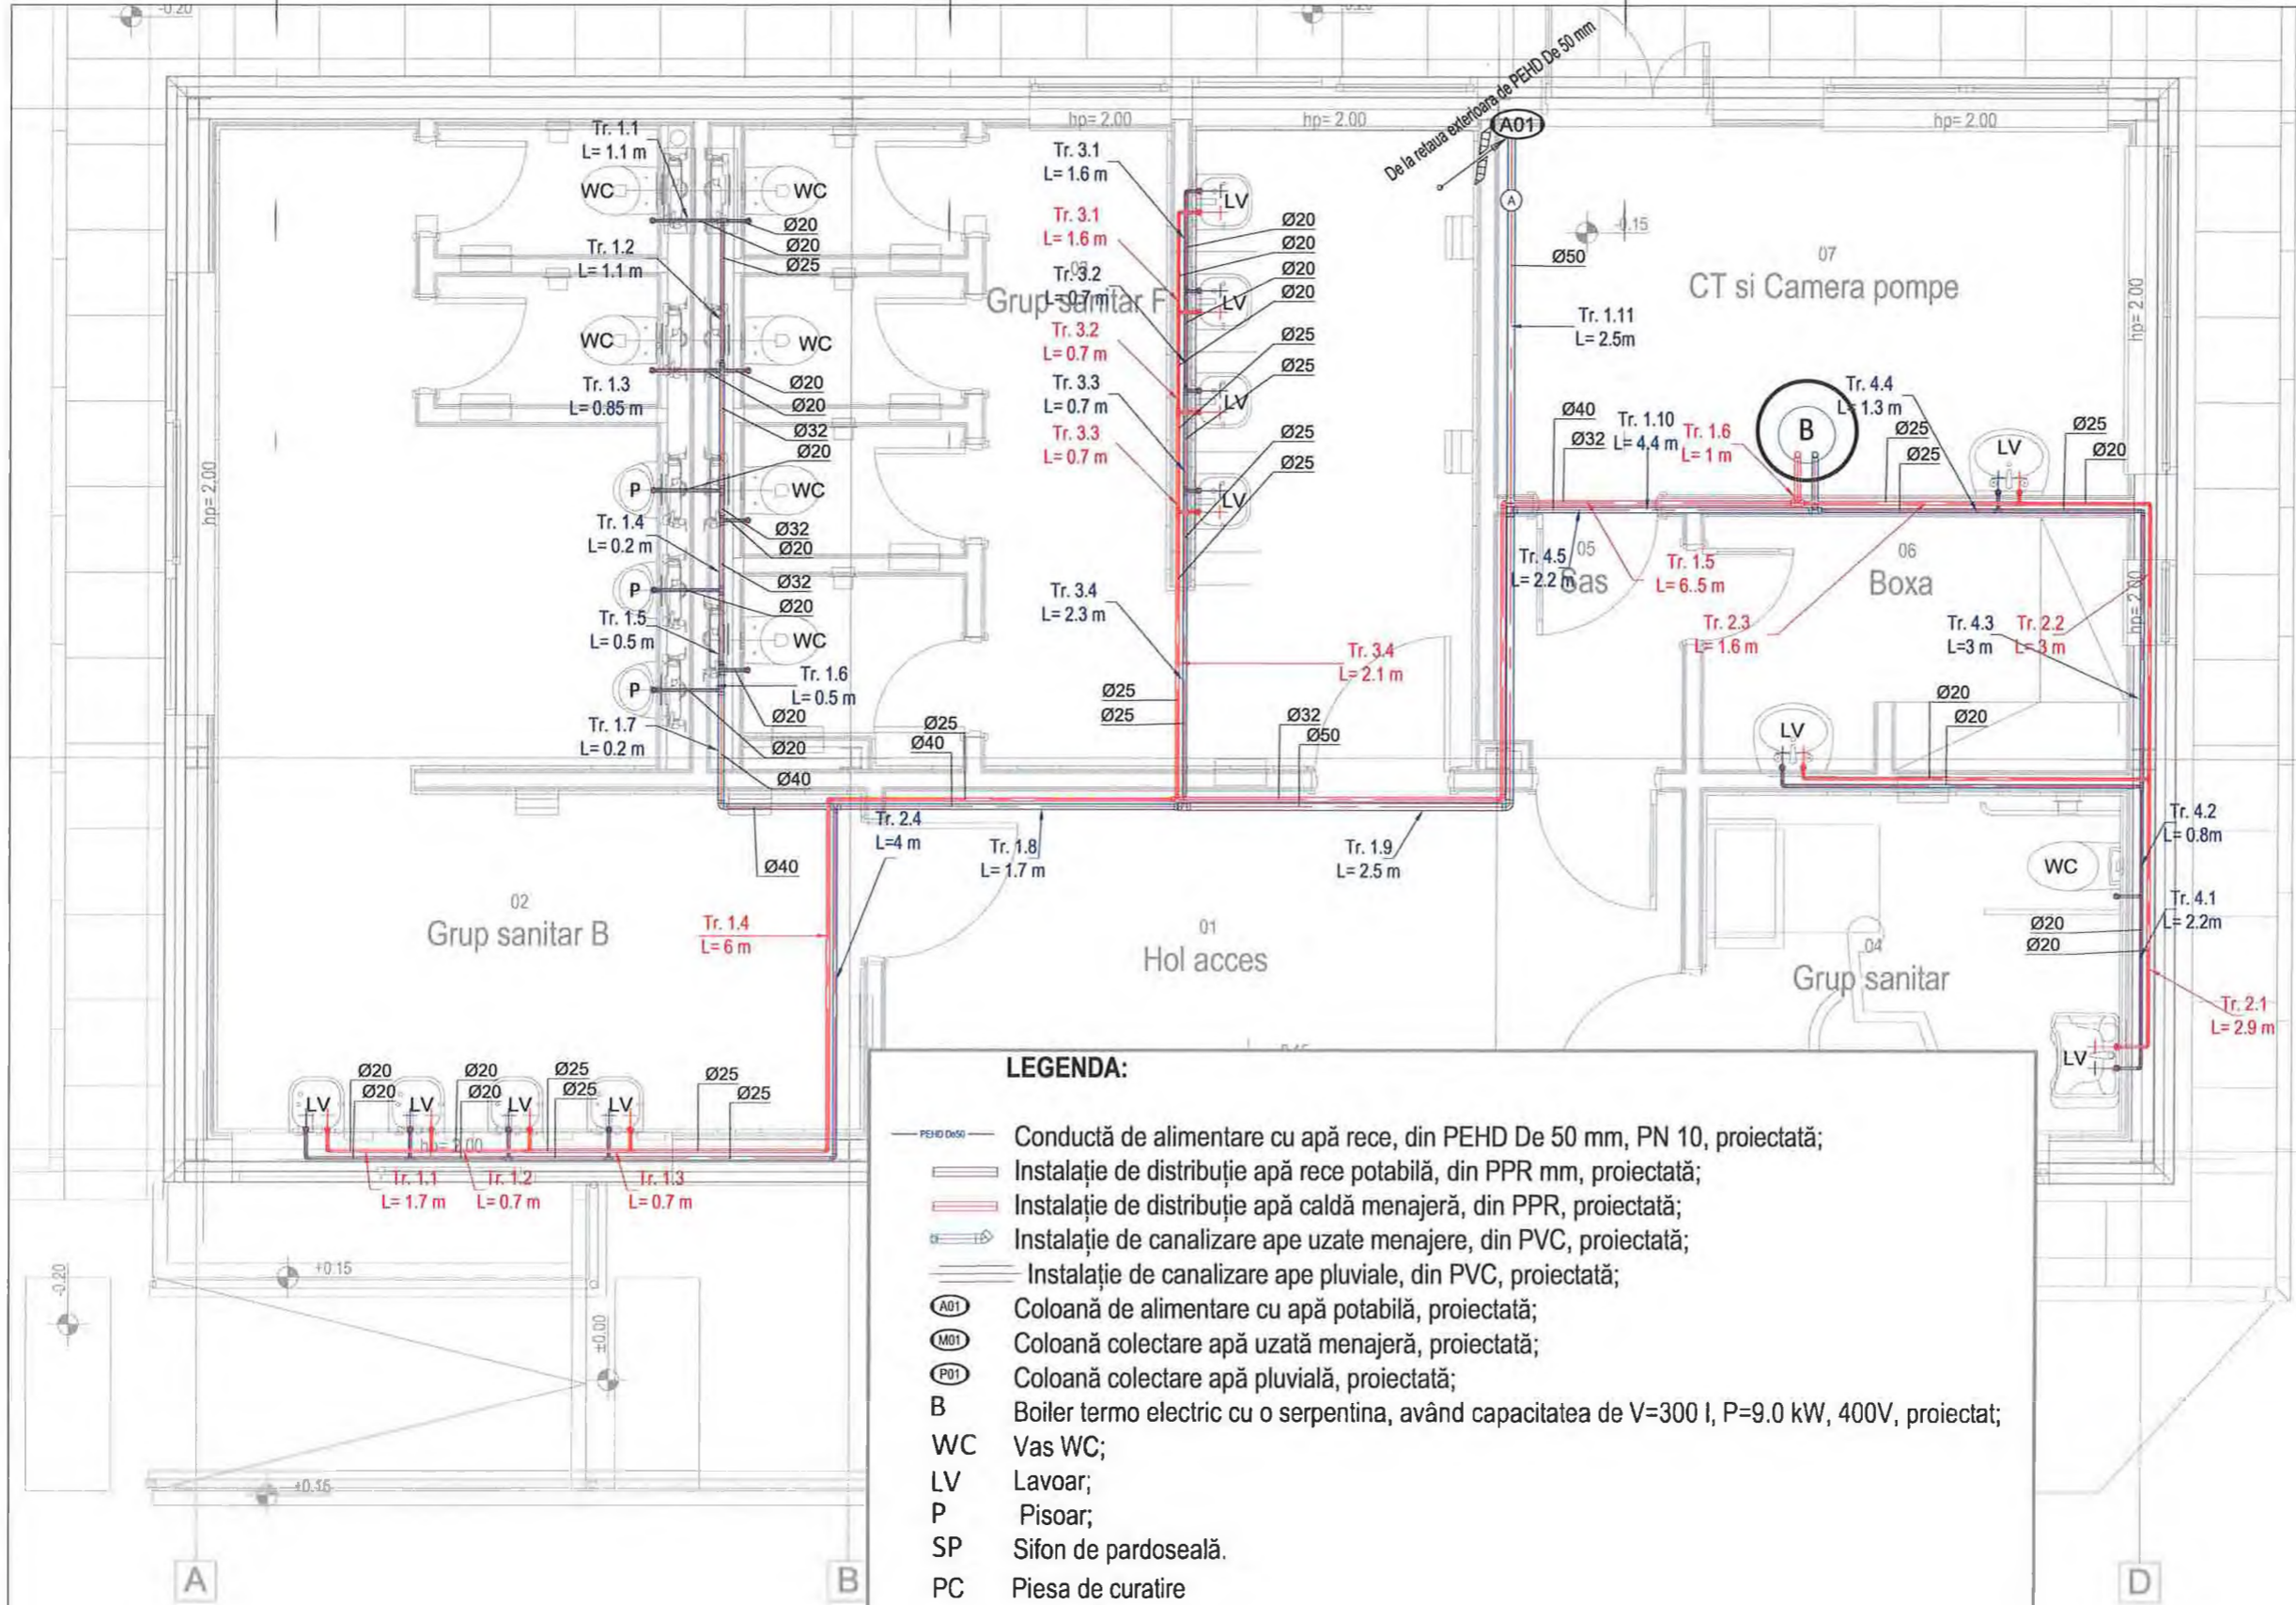 -0.20
De la retaua exterioara de PEHD De 50 mm
A01
hp= 2.00
hp= 2.00
hp= 2.00
Tr. 1.1
L= 1.1 m
WC
WC
Ø20
Ø20
Ø25
Tr. 1.2
L= 1.1 m
WC
WC
Tr. 1.3
L= 0.85 m
Ø20
Ø20
Ø32
Ø20
P
WC
Tr. 1.4
L= 0.2 m
Ø32
Ø20
Ø32
P
Ø20
Tr. 1.5
L= 0.5 m
WC
Tr. 1.6
L= 0.5 m
P
Ø20
Tr. 1.7
L= 0.2 m
Ø20
Ø40
Ø40
hp= 2.00
Tr. 3.1
L= 1.6 m
Tr. 3.1
L= 1.6 m
Tr. 3.2
L= 0.7 m
Grup sanitar F
Tr. 3.2
L= 0.7 m
Tr. 3.3
L= 0.7 m
Tr. 3.3
L= 0.7 m
LV
LV
LV
LV
Ø20
Ø20
Ø20
Ø20
Ø25
Ø25
Ø25
Ø25
Tr. 3.4
L= 2.3 m
Tr. 3.4
L= 2.1 m
Ø25
Ø25
Ø25
Ø40
Ø32
Ø50
A
-0.15
Ø50
07
CT si Camera pompe
Tr. 1.11
L= 2.5m
hp= 2.00
Ø40
Ø32
Tr. 1.10
L= 4.4 m
Tr. 1.6
L= 1 m
B
Tr. 4.4
L= 1.3 m
Ø25
Ø25
LV
Ø25
Ø20
Tr. 4.5
L= 2.2 m
05
Sas
Tr. 1.5
L= 6..5 m
06
Boxa
hp= 2.00
Tr. 2.3
L= 1.6 m
Tr. 4.3
L=3 m
Tr. 2.2
L=3 m
LV
Ø20
Ø20
Tr. 2.4
L=4 m
Tr. 1.8
L= 1.7 m
Tr. 1.9
L= 2.5 m
Tr. 4.2
L= 0.8m
WC
Tr. 4.1
L= 2.2m
Ø20
Ø20
02
Grup sanitar B
Tr. 1.4
L= 6 m
01
Hol acces
04
Grup sanitar
Tr. 2.1
L= 2.9 m
LV
Ø20
Ø20
Ø20
Ø20
Ø25
Ø25
Ø25
Ø25
LV
LV
LV
LV
hp= 2.00
Tr. 1.1
L= 1.7 m
Tr. 1.2
L= 0.7 m
Tr. 1.3
L= 0.7 m
-0.20
+0.15
±0.00
+0.15
LEGENDA:
PEHD De50 Conductă de alimentare cu apă rece, din PEHD De 50 mm, PN 10, proiectată;
Instalație de distribuție apă rece potabilă, din PPR mm, proiectată;
Instalație de distribuție apă caldă menajeră, din PPR, proiectată;
Instalație de canalizare ape uzate menajere, din PVC, proiectată;
Instalație de canalizare ape pluviale, din PVC, proiectată;
A01 Coloană de alimentare cu apă potabilă, proiectată;
M01 Coloană colectare apă uzată menajeră, proiectată;
P01 Coloană colectare apă pluvială, proiectată;
B Boiler termo electric cu o serpentina, având capacitatea de V=300 l, P=9.0 kW, 400V, proiectat;
WC Vas WC;
LV Lavoar;
P Pisoar;
SP Sifon de pardoseală.
PC Piesa de curatire
A
B
D